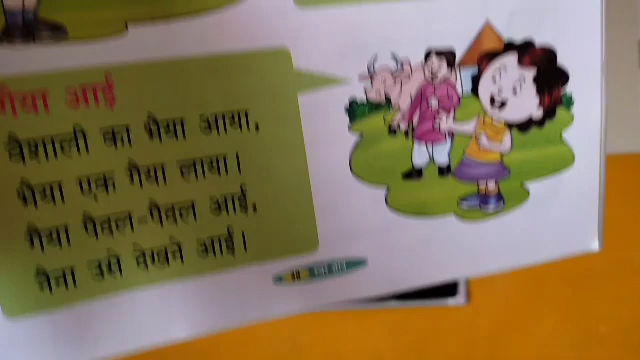 गैया आई
वैशाली का भैया आया,
भैया एक गैया लाया।
गैया पैदल-पैदल आई,
नैना उसे देखने आई।